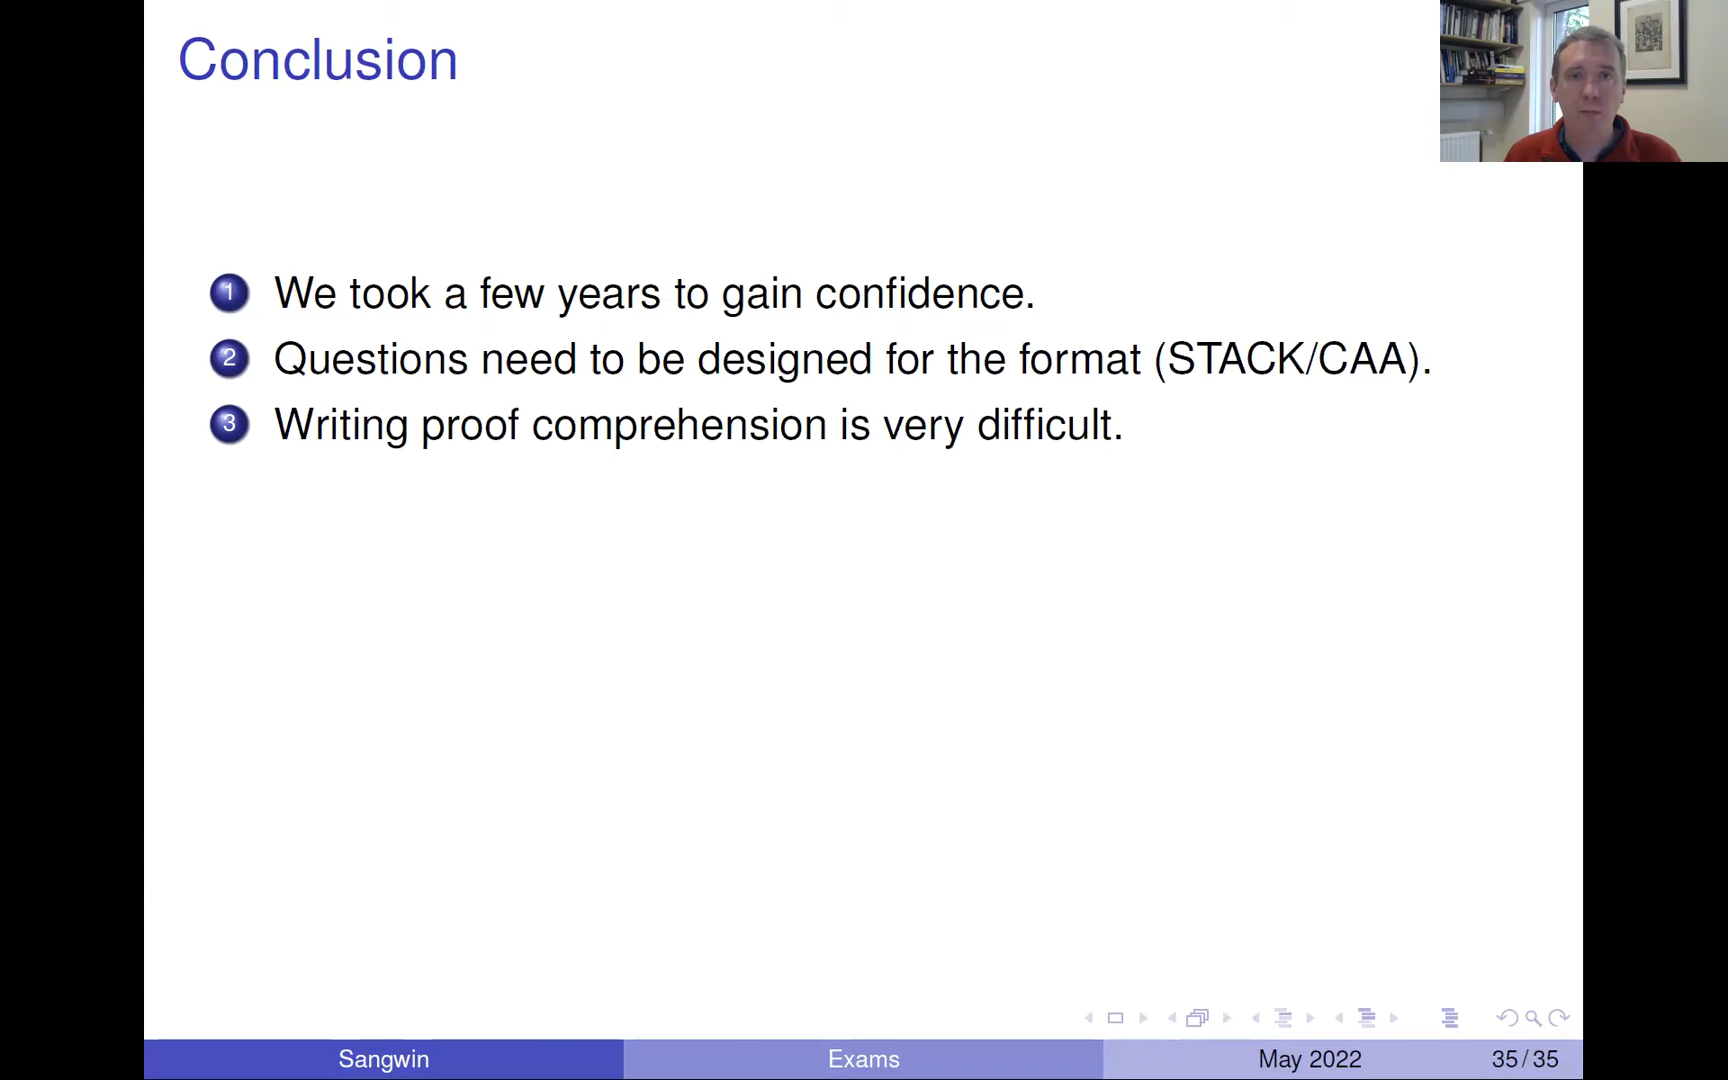 Conclusion
1 We took a few years to gain confidence.
2 Questions need to be designed for the format (STACK/CAA).
3 Writing proof comprehension is very difficult.
Sangwin Exams May 2022 35/35